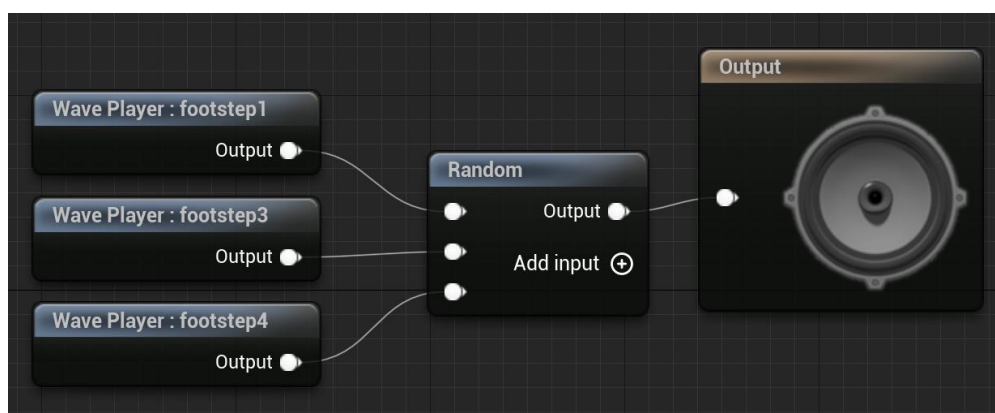 Wave Player : footstep1
Output
Wave Player : footstep3
Output
Wave Player : footstep4
Output
Random
Output
Add input
Output